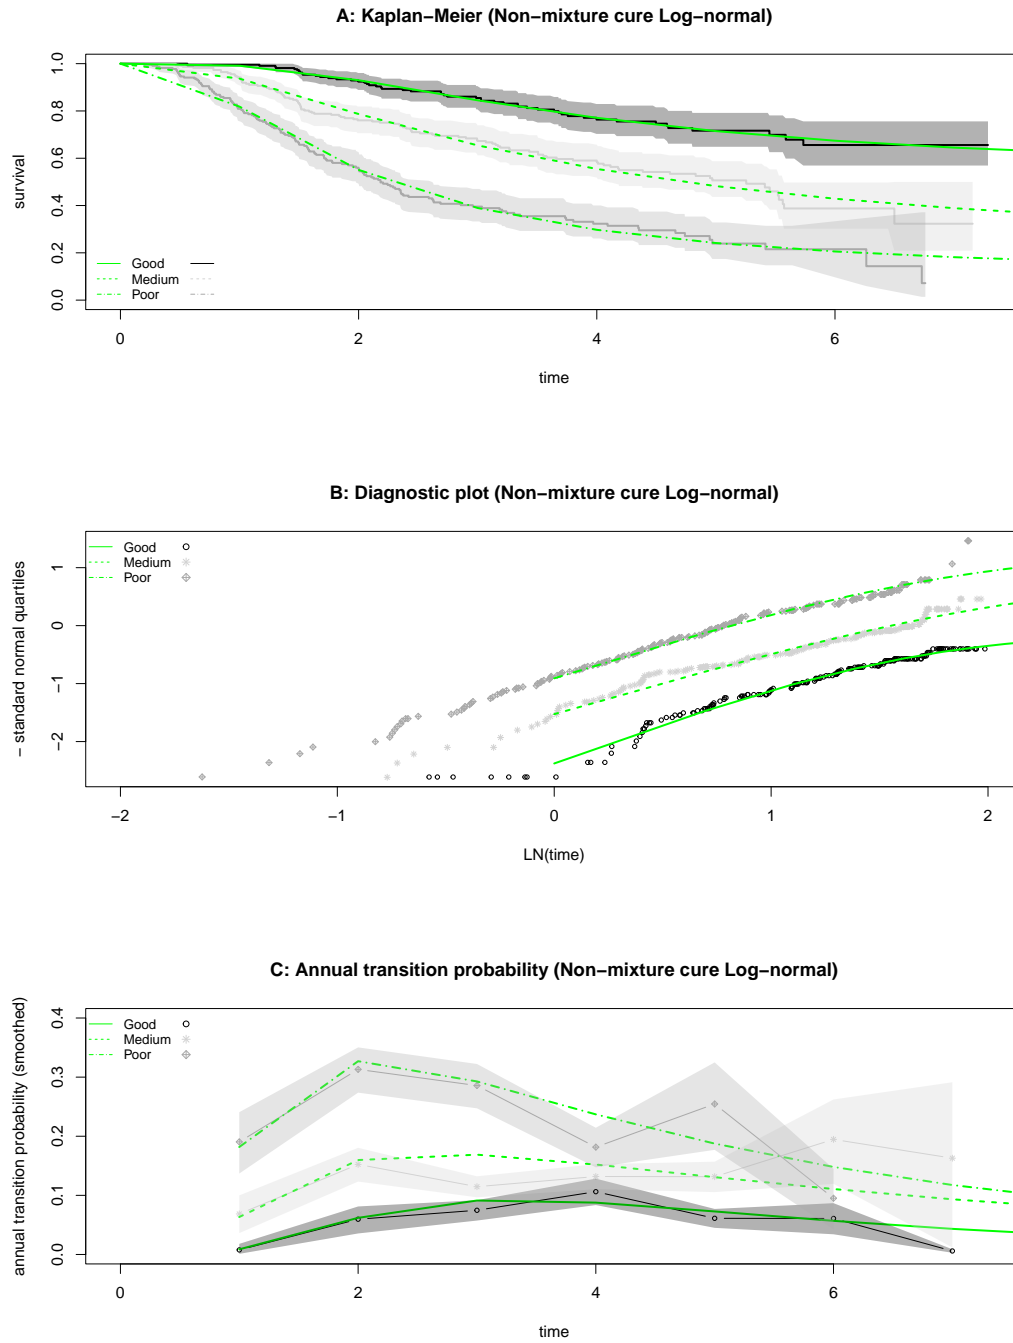 A: Kaplan−Meier (Non−mixture cure Log−normal)
survival
1.0
0.8
0.6
0.4
0.2
0.0
Good
Medium
Poor
0 2 4 6
time
B: Diagnostic plot (Non−mixture cure Log−normal)
− standard normal quartiles
1
0
−1
−2
Good
Medium
Poor
−2 −1 0 1 2
LN(time)
C: Annual transition probability (Non−mixture cure Log−normal)
annual transition probability (smoothed)
0.4
0.3
0.2
0.1
0.0
Good
Medium
Poor
0 2 4 6
time